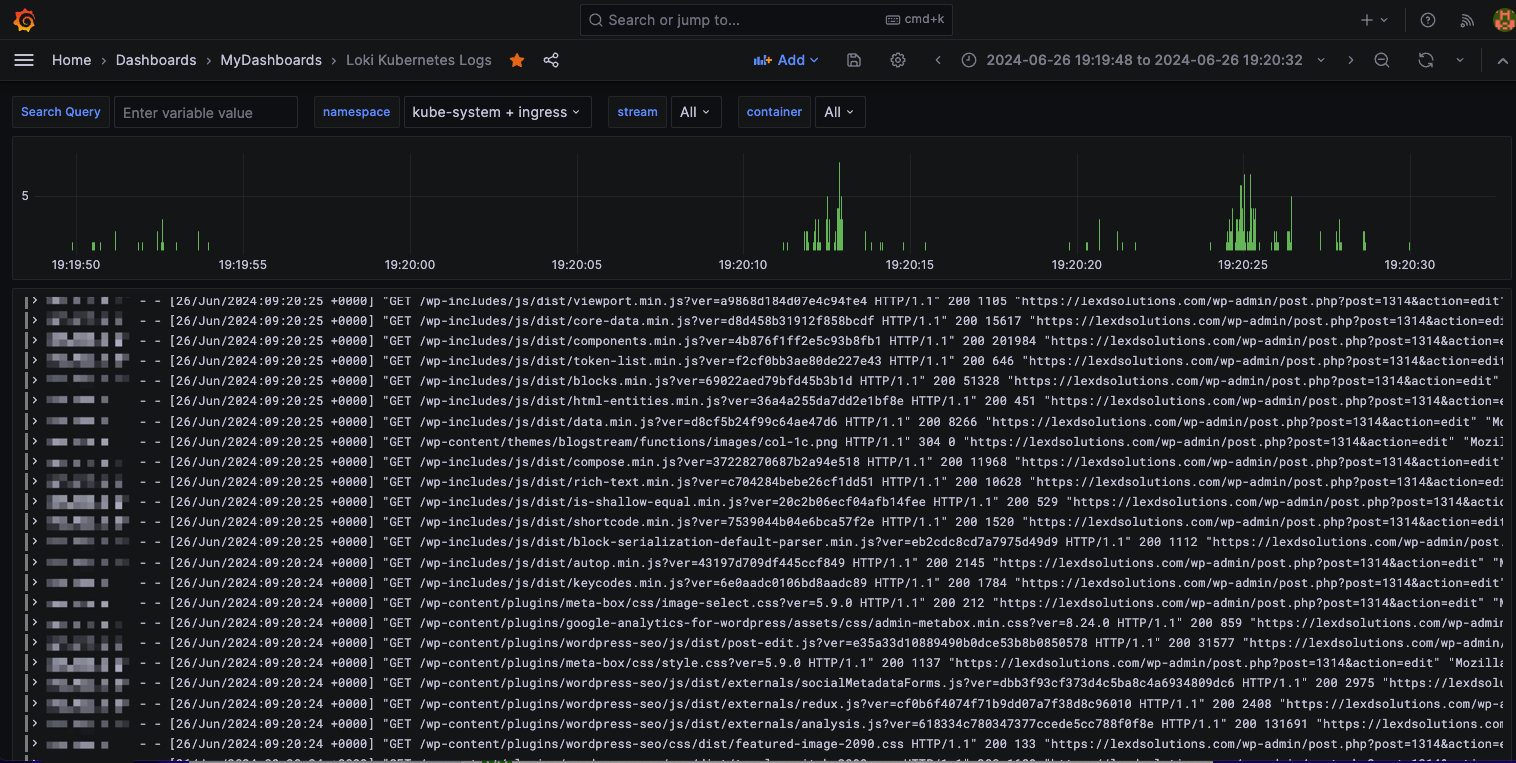 Search or jump to... cmd+k
Home › Dashboards › MyDashboards › Loki Kubernetes Logs Add 2024-06-26 19:19:48 to 2024-06-26 19:20:32
Search Query Enter variable value namespace kube-system + ingress stream All container All
5
19:19:50 19:19:55 19:20:00 19:20:05 19:20:10 19:20:15 19:20:20 19:20:25 19:20:30
- - [26/Jun/2024:09:20:25 +0000] "GET /wp-includes/js/dist/viewport.min.js?ver=a9868d184d07e4c94fe4 HTTP/1.1" 200 1105 "https://lexdsolutions.com/wp-admin/post.php?post=1314&action=edit"
- - [26/Jun/2024:09:20:25 +0000] "GET /wp-includes/js/dist/core-data.min.js?ver=d8d458b31912f858bcdf HTTP/1.1" 200 15617 "https://lexdsolutions.com/wp-admin/post.php?post=1314&action=edi
- - [26/Jun/2024:09:20:25 +0000] "GET /wp-includes/js/dist/components.min.js?ver=4b876f1ff2e5c93b8fb1 HTTP/1.1" 200 201984 "https://lexdsolutions.com/wp-admin/post.php?post=1314&action=e
- - [26/Jun/2024:09:20:25 +0000] "GET /wp-includes/js/dist/token-list.min.js?ver=f2cf0bb3ae80de227e43 HTTP/1.1" 200 646 "https://lexdsolutions.com/wp-admin/post.php?post=1314&action=edit
- - [26/Jun/2024:09:20:25 +0000] "GET /wp-includes/js/dist/blocks.min.js?ver=69022aed79bfd45b3b1d HTTP/1.1" 200 51328 "https://lexdsolutions.com/wp-admin/post.php?post=1314&action=edit"
- - [26/Jun/2024:09:20:25 +0000] "GET /wp-includes/js/dist/html-entities.min.js?ver=36a4a255da7dd2e1bf8e HTTP/1.1" 200 451 "https://lexdsolutions.com/wp-admin/post.php?post=1314&action=e
- - [26/Jun/2024:09:20:25 +0000] "GET /wp-includes/js/dist/data.min.js?ver=d8cf5b24f99c64ae47d6 HTTP/1.1" 200 8266 "https://lexdsolutions.com/wp-admin/post.php?post=1314&action=edit" "Mo
- - [26/Jun/2024:09:20:25 +0000] "GET /wp-content/themes/blogstream/functions/images/col-1c.png HTTP/1.1" 304 0 "https://lexdsolutions.com/wp-admin/post.php?post=1314&action=edit" "Mozil
- - [26/Jun/2024:09:20:25 +0000] "GET /wp-includes/js/dist/compose.min.js?ver=37228270687b2a94e518 HTTP/1.1" 200 11968 "https://lexdsolutions.com/wp-admin/post.php?post=1314&action=edit"
- - [26/Jun/2024:09:20:25 +0000] "GET /wp-includes/js/dist/rich-text.min.js?ver=c704284bebe26cf1dd51 HTTP/1.1" 200 10628 "https://lexdsolutions.com/wp-admin/post.php?post=1314&action=edi
- - [26/Jun/2024:09:20:25 +0000] "GET /wp-includes/js/dist/is-shallow-equal.min.js?ver=20c2b06ecf04afb14fee HTTP/1.1" 200 529 "https://lexdsolutions.com/wp-admin/post.php?post=1314&actio
- - [26/Jun/2024:09:20:25 +0000] "GET /wp-includes/js/dist/shortcode.min.js?ver=7539044b04e6bca57f2e HTTP/1.1" 200 1520 "https://lexdsolutions.com/wp-admin/post.php?post=1314&action=edit
- - [26/Jun/2024:09:20:25 +0000] "GET /wp-includes/js/dist/block-serialization-default-parser.min.js?ver=eb2cdc8cd7a7975d49d9 HTTP/1.1" 200 1112 "https://lexdsolutions.com/wp-admin/post.
- - [26/Jun/2024:09:20:25 +0000] "GET /wp-includes/js/dist/autop.min.js?ver=43197d709df445ccf849 HTTP/1.1" 200 2145 "https://lexdsolutions.com/wp-admin/post.php?post=1314&action=edit" "M
- - [26/Jun/2024:09:20:25 +0000] "GET /wp-includes/js/dist/keycodes.min.js?ver=6e0aadc0106bd8aadc89 HTTP/1.1" 200 1784 "https://lexdsolutions.com/wp-admin/post.php?post=1314&action=edit"
- - [26/Jun/2024:09:20:24 +0000] "GET /wp-content/plugins/meta-box/css/image-select.css?ver=5.9.0 HTTP/1.1" 200 212 "https://lexdsolutions.com/wp-admin/post.php?post=1314&action=edit" "M
- - [26/Jun/2024:09:20:24 +0000] "GET /wp-content/plugins/google-analytics-for-wordpress/assets/css/admin-metabox.min.css?ver=8.24.0 HTTP/1.1" 200 859 "https://lexdsolutions.com/wp-admin
- - [26/Jun/2024:09:20:24 +0000] "GET /wp-content/plugins/wordpress-seo/js/dist/post-edit.js?ver=e35a33d10889490b0dce53b8b0850578 HTTP/1.1" 200 31577 "https://lexdsolutions.com/wp-admin/
- - [26/Jun/2024:09:20:24 +0000] "GET /wp-content/plugins/meta-box/css/style.css?ver=5.9.0 HTTP/1.1" 200 1137 "https://lexdsolutions.com/wp-admin/post.php?post=1314&action=edit" "Mozilla
- - [26/Jun/2024:09:20:24 +0000] "GET /wp-content/plugins/wordpress-seo/js/dist/externals/socialMetadataForms.js?ver=dbb3f93cf373d4c5ba8c4a6934809dc6 HTTP/1.1" 200 2975 "https://lexdsolu
- - [26/Jun/2024:09:20:24 +0000] "GET /wp-content/plugins/wordpress-seo/js/dist/externals/redux.js?ver=cf0b6f4074f71b9dd07a7f38d8c96010 HTTP/1.1" 200 2408 "https://lexdsolutions.com/wp-a
- - [26/Jun/2024:09:20:24 +0000] "GET /wp-content/plugins/wordpress-seo/js/dist/externals/analysis.js?ver=618334c780347377ccede5cc788f0f8e HTTP/1.1" 200 131691 "https://lexdsolutions.com
- - [26/Jun/2024:09:20:24 +0000] "GET /wp-content/plugins/wordpress-seo/css/dist/featured-image-2090.css HTTP/1.1" 200 133 "https://lexdsolutions.com/wp-admin/post.php?post=1314&action=e